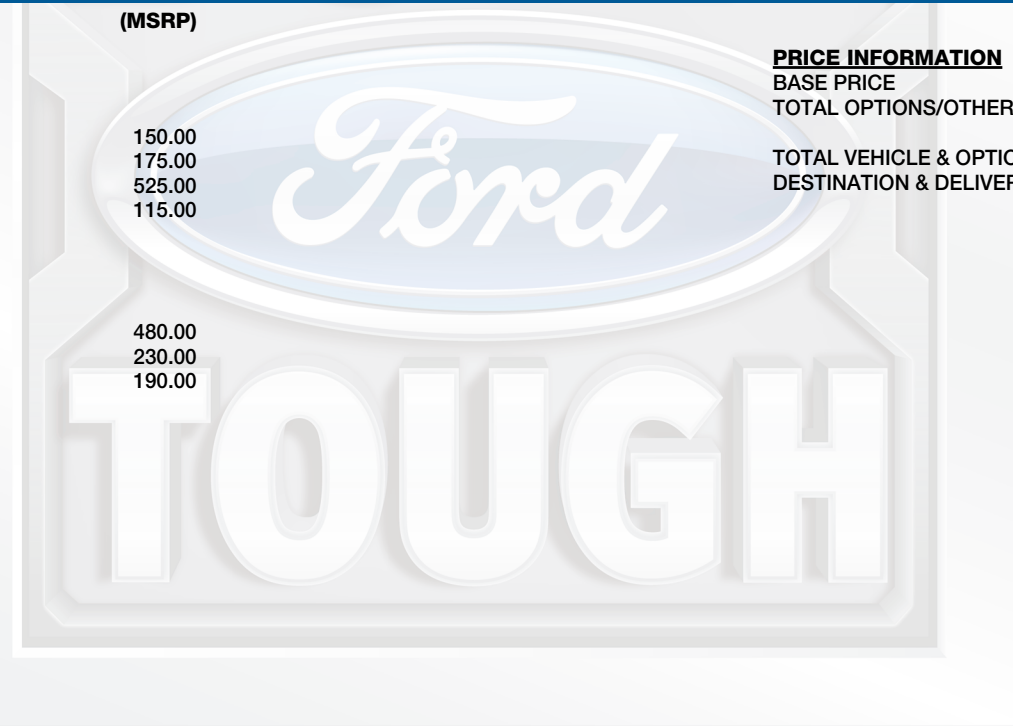 (MSRP)
150.00
175.00
525.00
115.00
480.00
230.00
190.00
PRICE INFORMATION
BASE PRICE
TOTAL OPTIONS/OTHER
TOTAL VEHICLE & OPTIO
DESTINATION & DELIVER
Ford
TOUGH